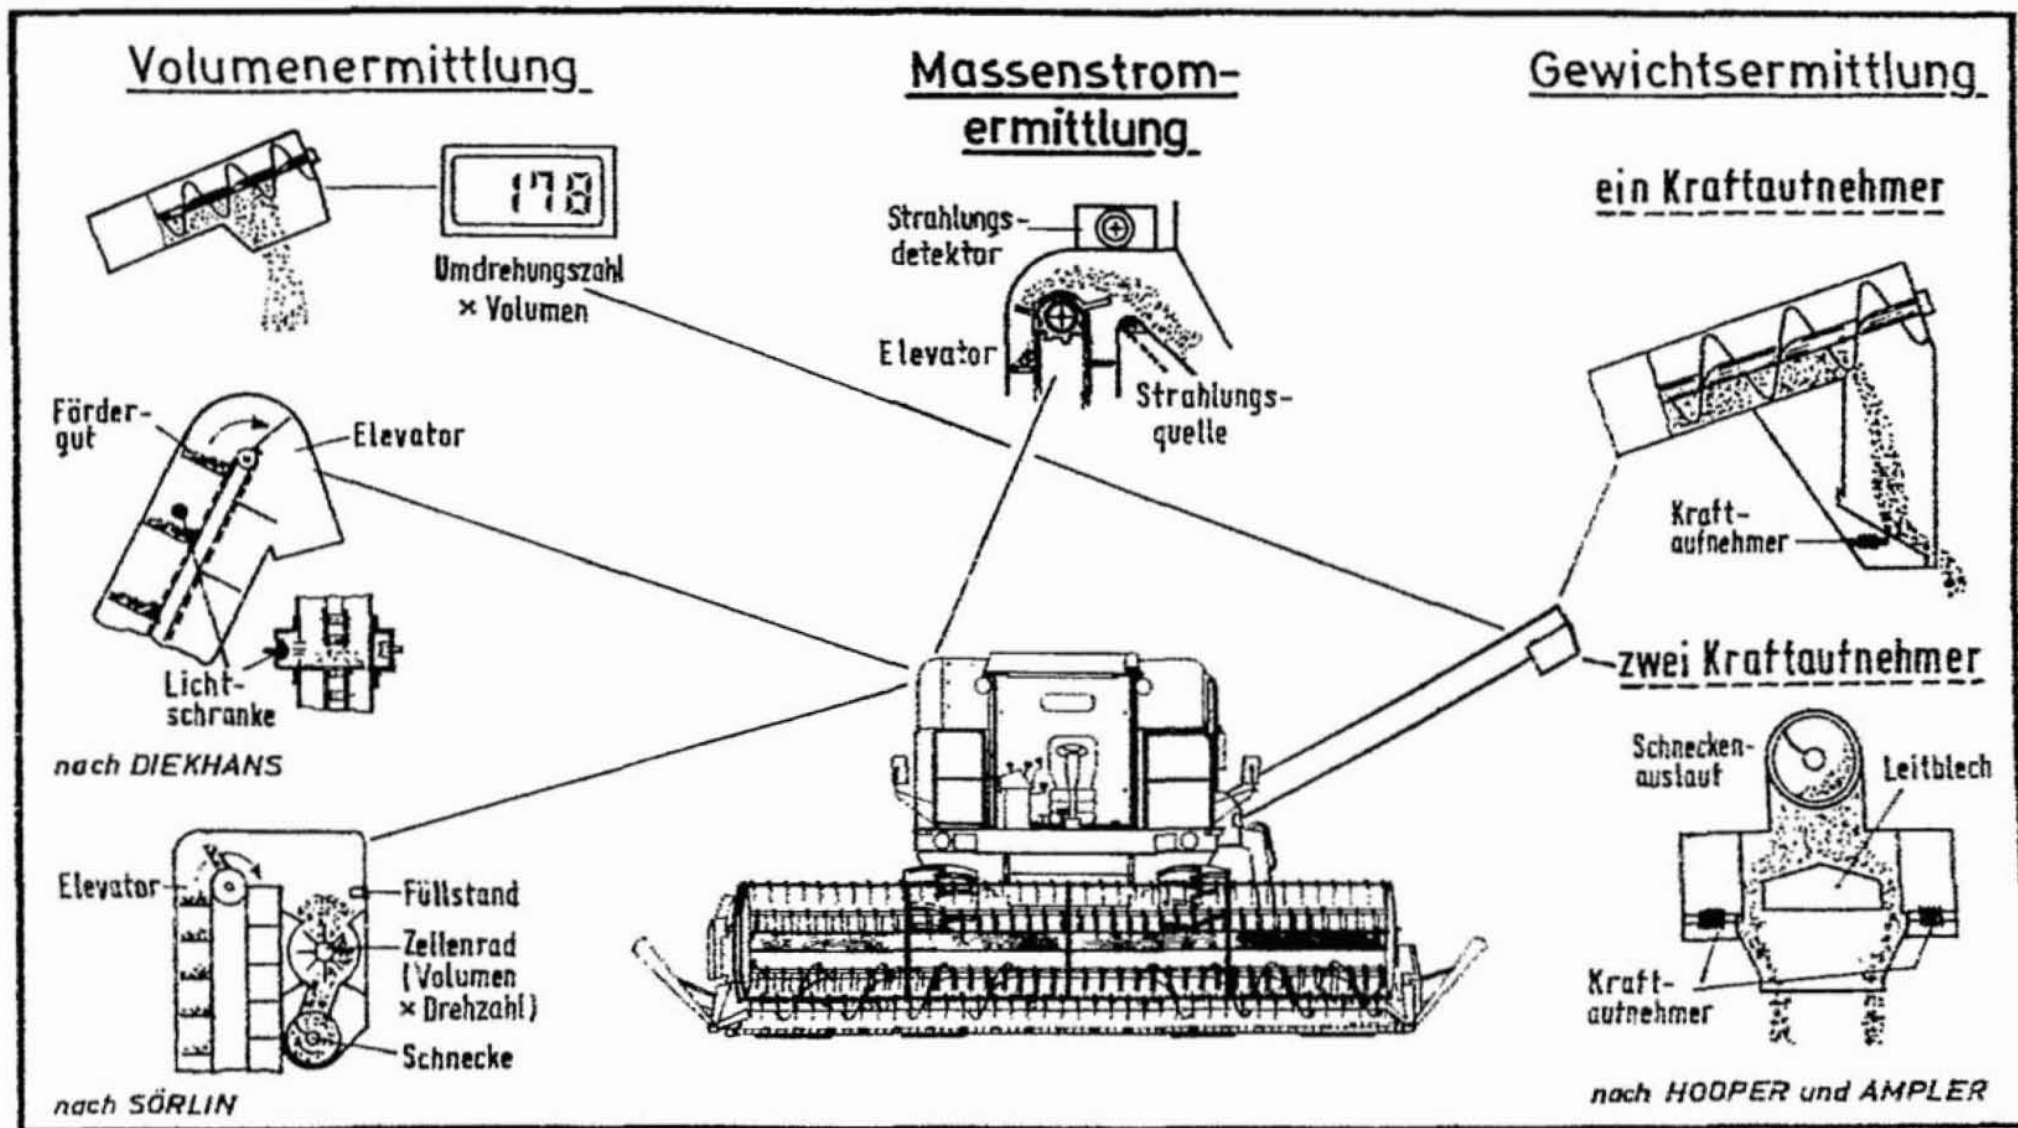 Volumenermittlung
178
Umdrehungszahl
× Volumen
Förder-
gut
Elevator
Licht-
schranke
nach DIEKHANS
Elevator
Füllstand
Zellenrad
(Volumen
× Drehzahl)
Schnecke
nach SÖRLIN
Massenstrom-
ermittlung
Strahlungs-
detektor
Elevator
Strahlungs-
quelle
Gewichtsermittlung
ein Kraftaufnehmer
Kraft-
aufnehmer
zwei Kraftaufnehmer
Schnecken-
auslauf
Leitblech
Kraft-
aufnehmer
nach HOOPER und AMPLER